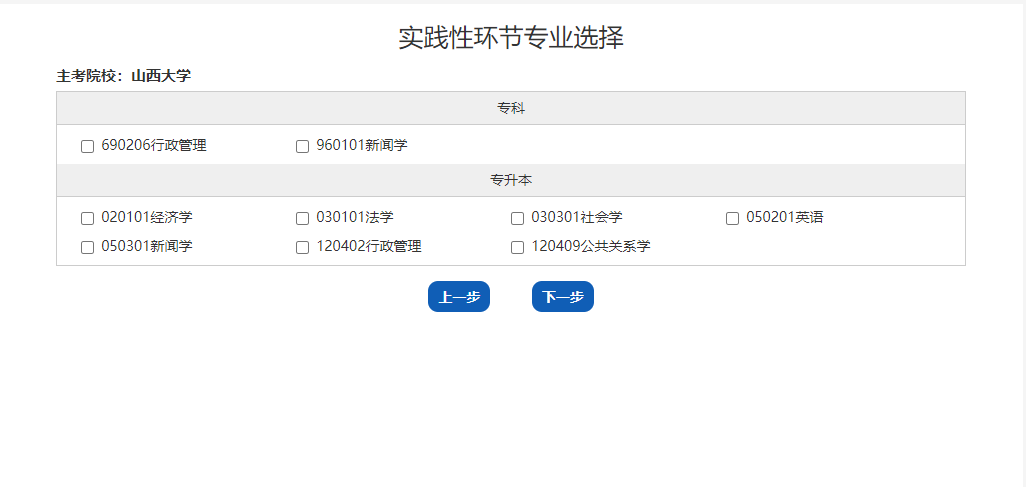 实践性环节专业选择
主考院校：山西大学
专科
690206行政管理 960101新闻学
专升本
020101经济学 030101法学 030301社会学 050201英语
050301新闻学 120402行政管理 120409公共关系学
上一步 下一步